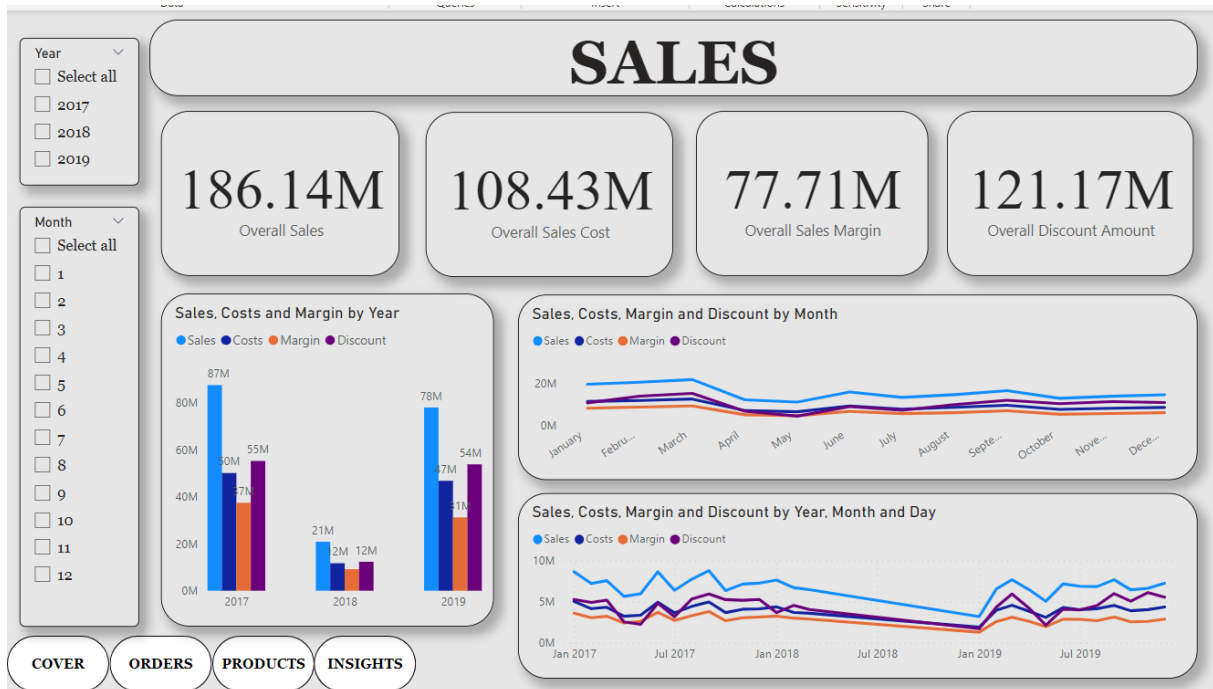 SALES
Year
Select all
2017
2018
2019
Month
Select all
1
2
3
4
5
6
7
8
9
10
11
12
186.14M
Overall Sales
108.43M
Overall Sales Cost
77.71M
Overall Sales Margin
121.17M
Overall Discount Amount
Sales, Costs and Margin by Year
Sales Costs Margin Discount
80M
60M
40M
20M
0M
87M
50M
37M
55M
21M
12M
12M
78M
47M
31M
54M
2017 2018 2019
Sales, Costs, Margin and Discount by Month
Sales Costs Margin Discount
20M
0M
January Febru... March April May June July August Septe... October Nove... Dece...
Sales, Costs, Margin and Discount by Year, Month and Day
Sales Costs Margin Discount
10M
5M
0M
Jan 2017 Jul 2017 Jan 2018 Jul 2018 Jan 2019 Jul 2019
COVER ORDERS PRODUCTS INSIGHTS